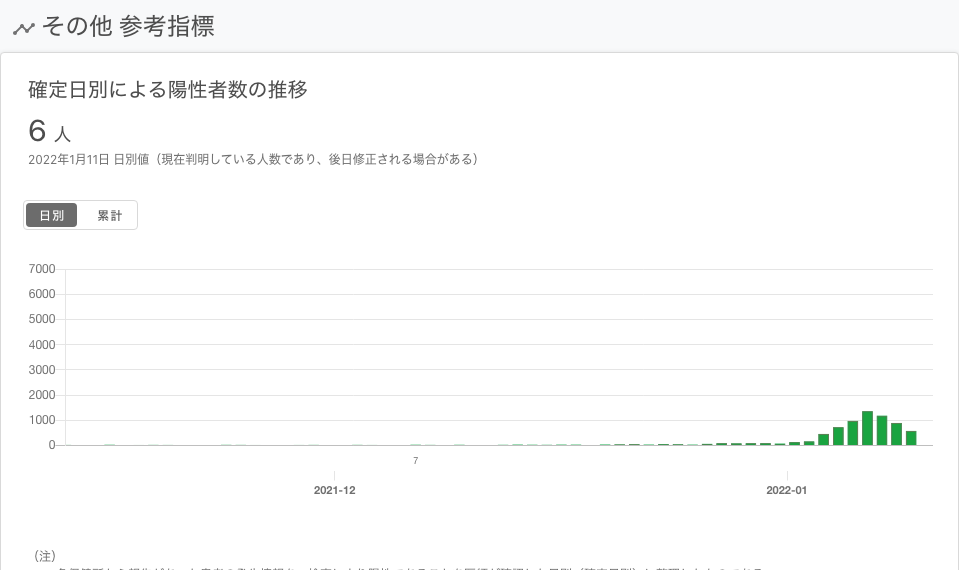 その他 参考指標
確定日別による陽性者数の推移
6 人
2022年1月11日 日別値（現在判明している人数であり、後日修正される場合がある）
日別 累計
7000
6000
5000
4000
3000
2000
1000
0
7
2021-12 2022-01
（注）